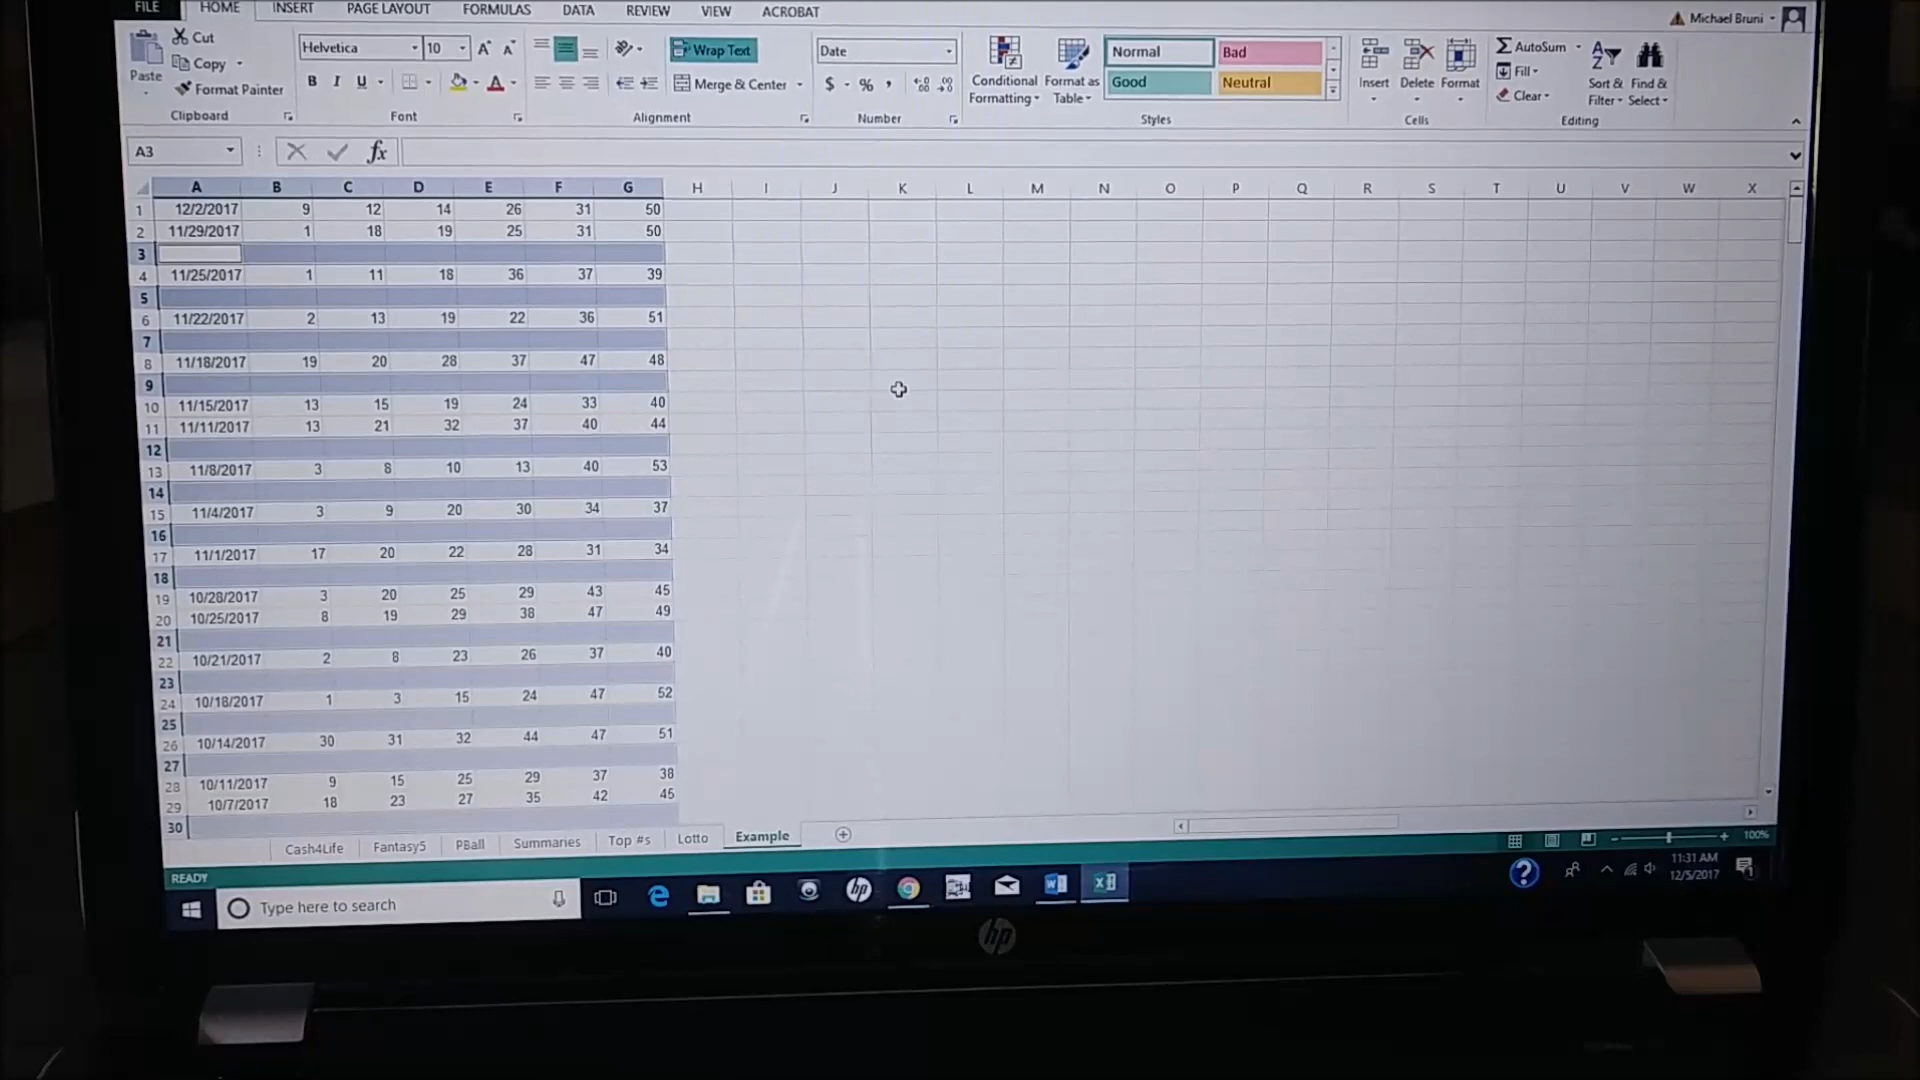 FILE HOME INSERT PAGE LAYOUT FORMULAS DATA REVIEW VIEW ACROBAT
Michael Bruni
Cut
Copy
Format Painter
Paste
Clipboard
Helvetica 10
B I U
Font
Wrap Text
Merge & Center
Alignment
Date
$ % ,
Number
Conditional Formatting
Format as Table
Normal Bad
Good Neutral
Styles
Insert Delete Format
Cells
AutoSum
Fill
Clear
Sort & Filter
Find & Select
Editing
A3 fx
A B C D E F G H I J K L M N O P Q R S T U V W X
1 12/2/2017 9 12 14 26 31 50
2 11/29/2017 1 18 19 25 31 50
3
4 11/25/2017 1 11 18 36 37 39
5
6 11/22/2017 2 13 19 22 36 51
7
8 11/18/2017 19 20 28 37 47 48
9
10 11/15/2017 13 15 19 24 33 40
11 11/11/2017 13 21 32 37 40 44
12
13 11/8/2017 3 8 10 13 40 53
14
15 11/4/2017 3 9 20 30 34 37
16
17 11/1/2017 17 20 22 28 31 34
18
19 10/28/2017 3 20 25 29 43 45
20 10/25/2017 8 19 29 38 47 49
21
22 10/21/2017 2 8 23 26 37 40
23
24 10/18/2017 1 3 15 24 47 52
25
26 10/14/2017 30 31 32 44 47 51
27
28 10/11/2017 9 15 25 29 37 38
29 10/7/2017 18 23 27 35 42 45
30
Cash4Life Fantasy5 PBall Summaries Top #s Lotto Example
READY
100%
Type here to search
11:31 AM
12/5/2017
hp